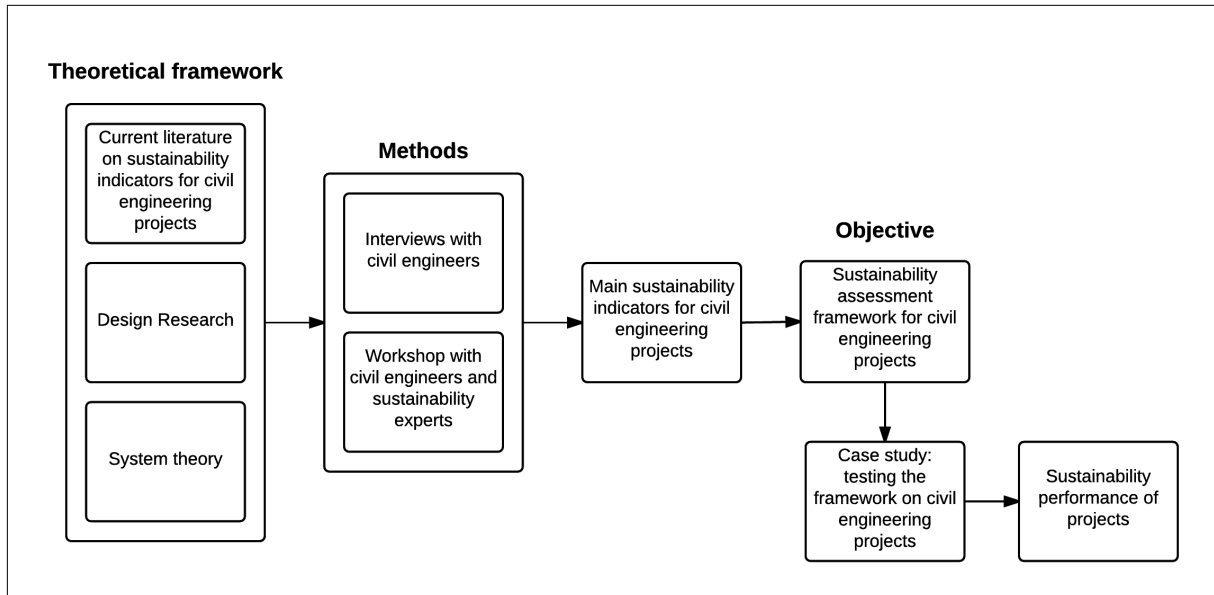 Theoretical framework
Current literature
on sustainability
indicators for civil
engineering
projects
Design Research
System theory
Methods
Interviews with
civil engineers
Workshop with
civil engineers and
sustainability
experts
Main sustainability
indicators for civil
engineering
projects
Objective
Sustainability
assessment
framework for civil
engineering
projects
Case study:
testing the
framework on civil
engineering
projects
Sustainability
performance of
projects